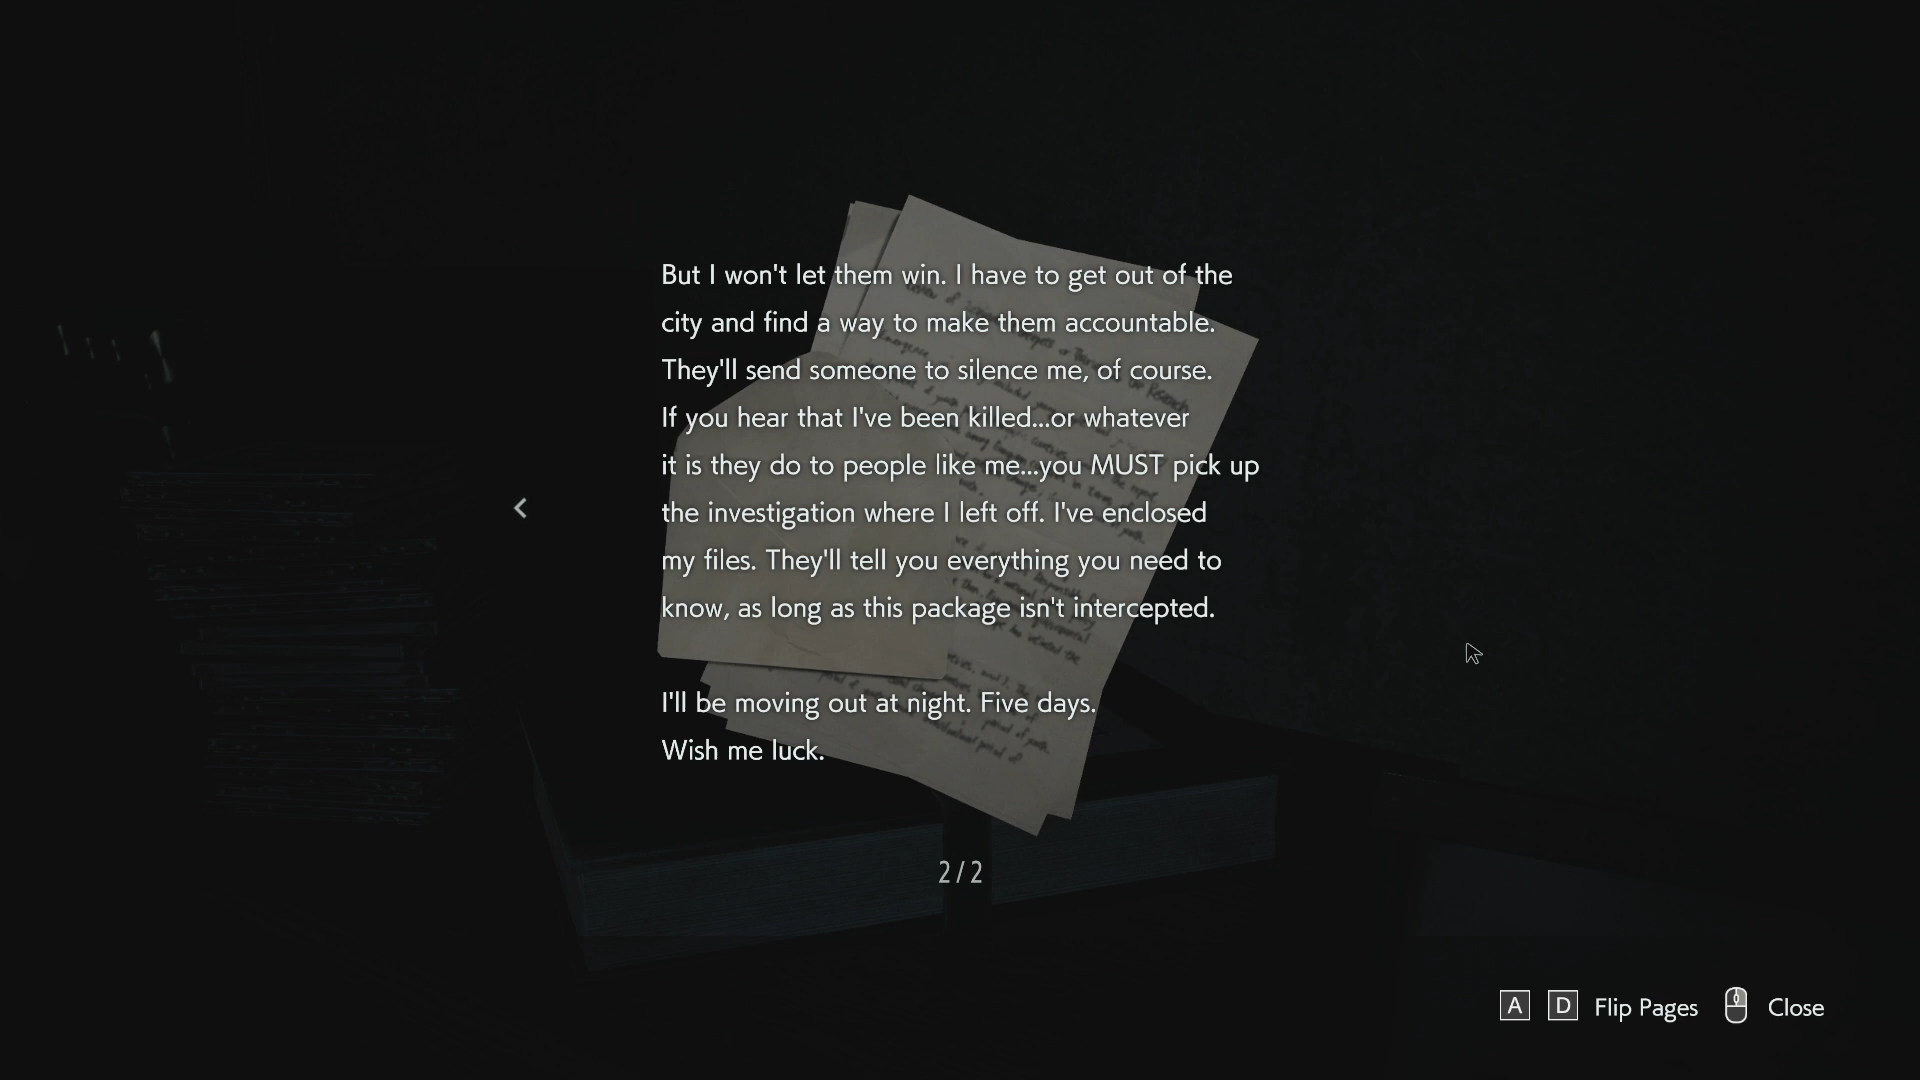 But I won't let them win. I have to get out of the
city and find a way to make them accountable.
They'll send someone to silence me, of course.
If you hear that I've been killed...or whatever
it is they do to people like me...you MUST pick up
the investigation where I left off. I've enclosed
my files. They'll tell you everything you need to
know, as long as this package isn't intercepted.
I'll be moving out at night. Five days.
Wish me luck.
2 / 2
A D Flip Pages Close